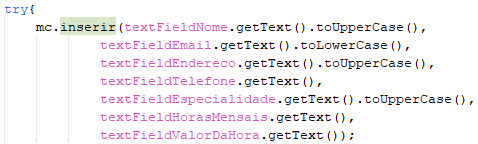 try{
mc.inserir(textFieldNome.getText().toUpperCase(),
textFieldEmail.getText().toLowerCase(),
textFieldEndereco.getText().toUpperCase(),
textFieldTelefone.getText(),
textFieldEspecialidade.getText().toUpperCase(),
textFieldHorasMensais.getText(),
textFieldValorDaHora.getText());